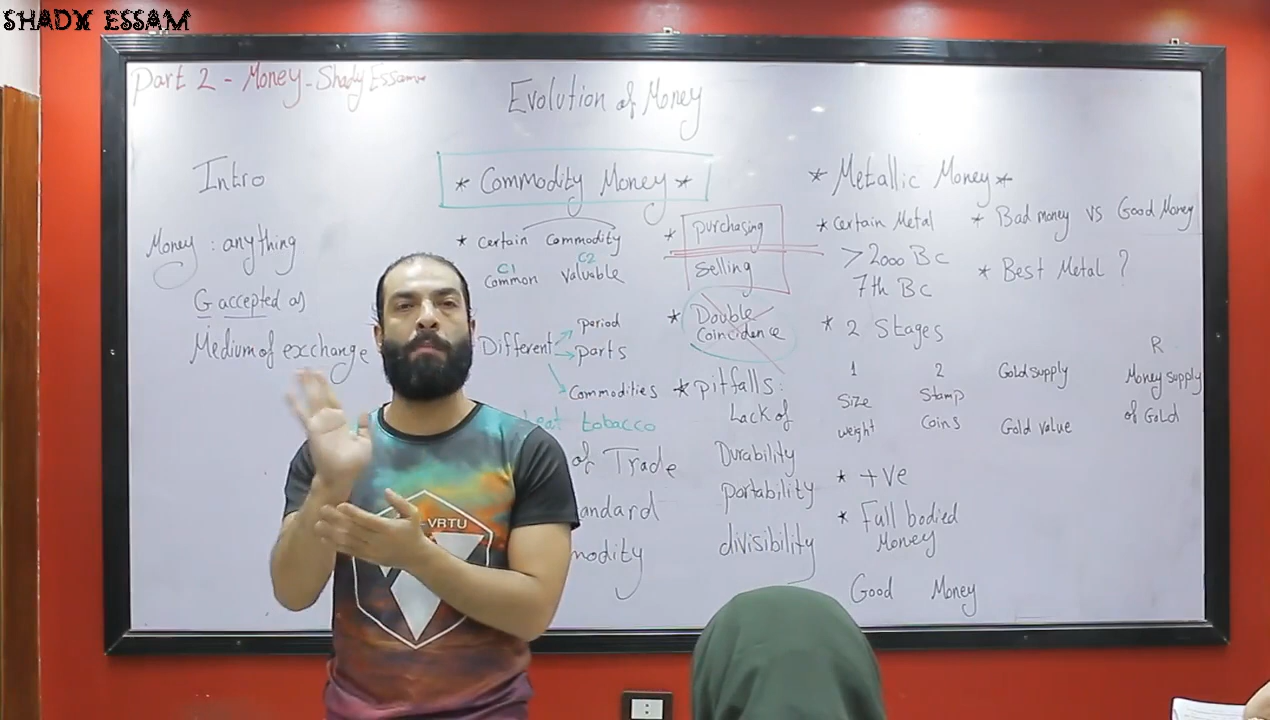 SHADY ESSAM
Part 2 - Money - Shady Essam
Evolution of Money
Intro
Money : anything
G accepted as
Medium of exchange
* Commodity Money *
* Certain Commodity
C1 C2
Common Valuable
Different
period
parts
Commodities
tobacco
of Trade
* purchasing
selling
* Double
Coincidence
* pitfalls:
Lack of
Durability
portability
divisibility
* Metallic Money *
* Certain Metal
> 2000 BC
7th BC
* 2 Stages
1 2
Size Stamp
weight Coins
* +ve
* Full bodied
Money
Good Money
* Bad money vs Good Money
* Best Metal ?
Gold supply
Gold value
R
Money supply
of Gold
VRTU